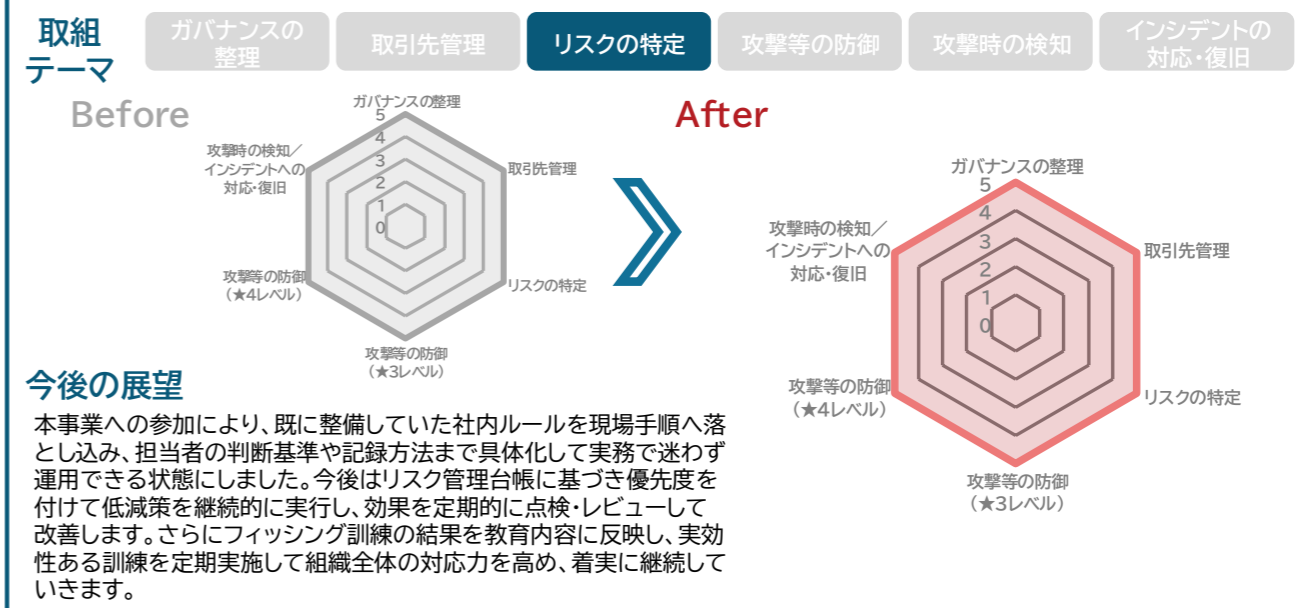 取組
テーマ
ガバナンスの
整理
取引先管理
リスクの特定
攻撃等の防御
攻撃時の検知
インシデントの
対応・復旧
Before
ガバナンスの整理
5
4
3
2
1
0
取引先管理
リスクの特定
攻撃等の防御
（★3レベル）
攻撃等の防御
（★4レベル）
攻撃時の検知／
インシデントへの
対応・復旧
After
ガバナンスの整理
5
4
3
2
1
0
取引先管理
リスクの特定
攻撃等の防御
（★3レベル）
攻撃等の防御
（★4レベル）
攻撃時の検知／
インシデントへの
対応・復旧
今後の展望
本事業への参加により、既に整備していた社内ルールを現場手順へ落
とし込み、担当者の判断基準や記録方法まで具体化して実務で迷わず
運用できる状態にしました。今後はリスク管理台帳に基づき優先度を
付けて低減策を継続的に実行し、効果を定期的に点検・レビューして
改善します。さらにフィッシング訓練の結果を教育内容に反映し、実効
性ある訓練を定期実施して組織全体の対応力を高め、着実に継続して
いきます。